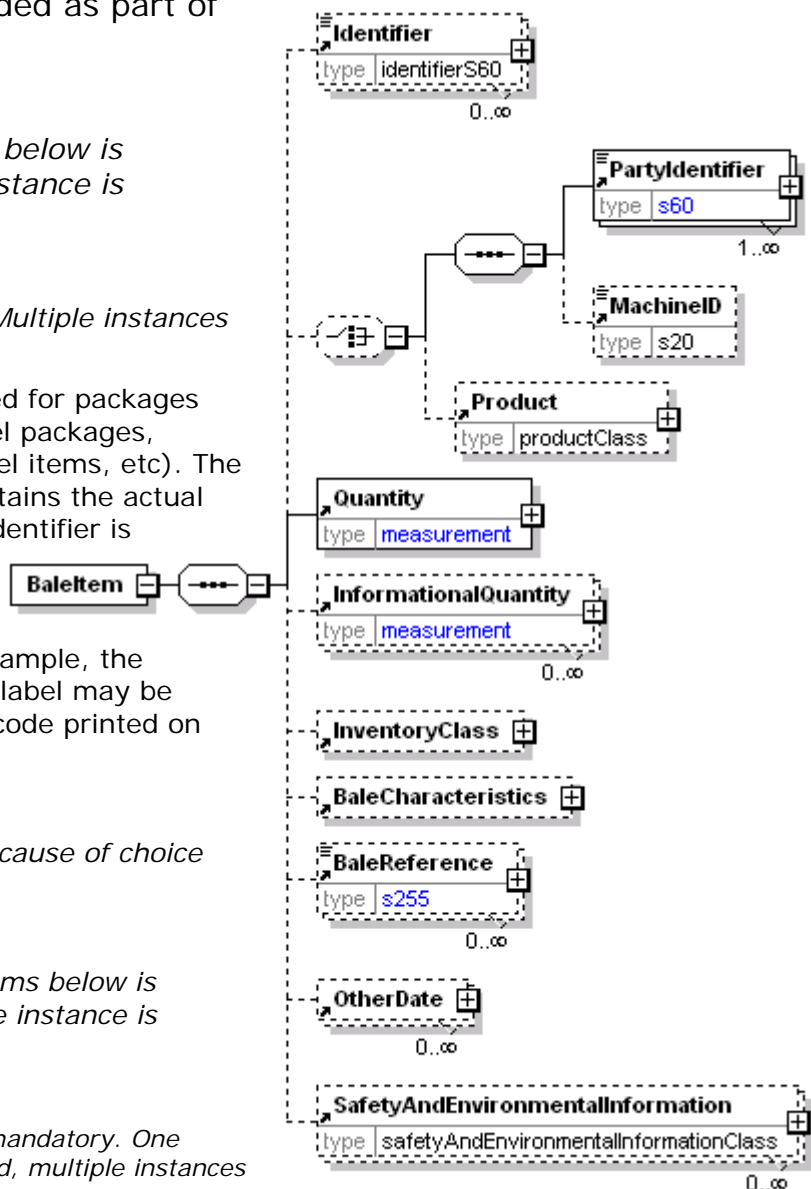 ded as part of
below is
stance is
Multiple instances
ed for packages
el packages,
el items, etc). The
tains the actual
dentifier is
ample, the
label may be
code printed on
cause of choice
ms below is
e instance is
mandatory. One
d, multiple instances
BaleItem
Identifier
type identifierS60
0..∞
PartyIdentifier
type s60
1..∞
MachineID
type s20
Product
type productClass
Quantity
type measurement
InformationalQuantity
type measurement
0..∞
InventoryClass
BaleCharacteristics
BaleReference
type s255
0..∞
OtherDate
0..∞
SafetyAndEnvironmentalInformation
type safetyAndEnvironmentalInformationClass
0..∞